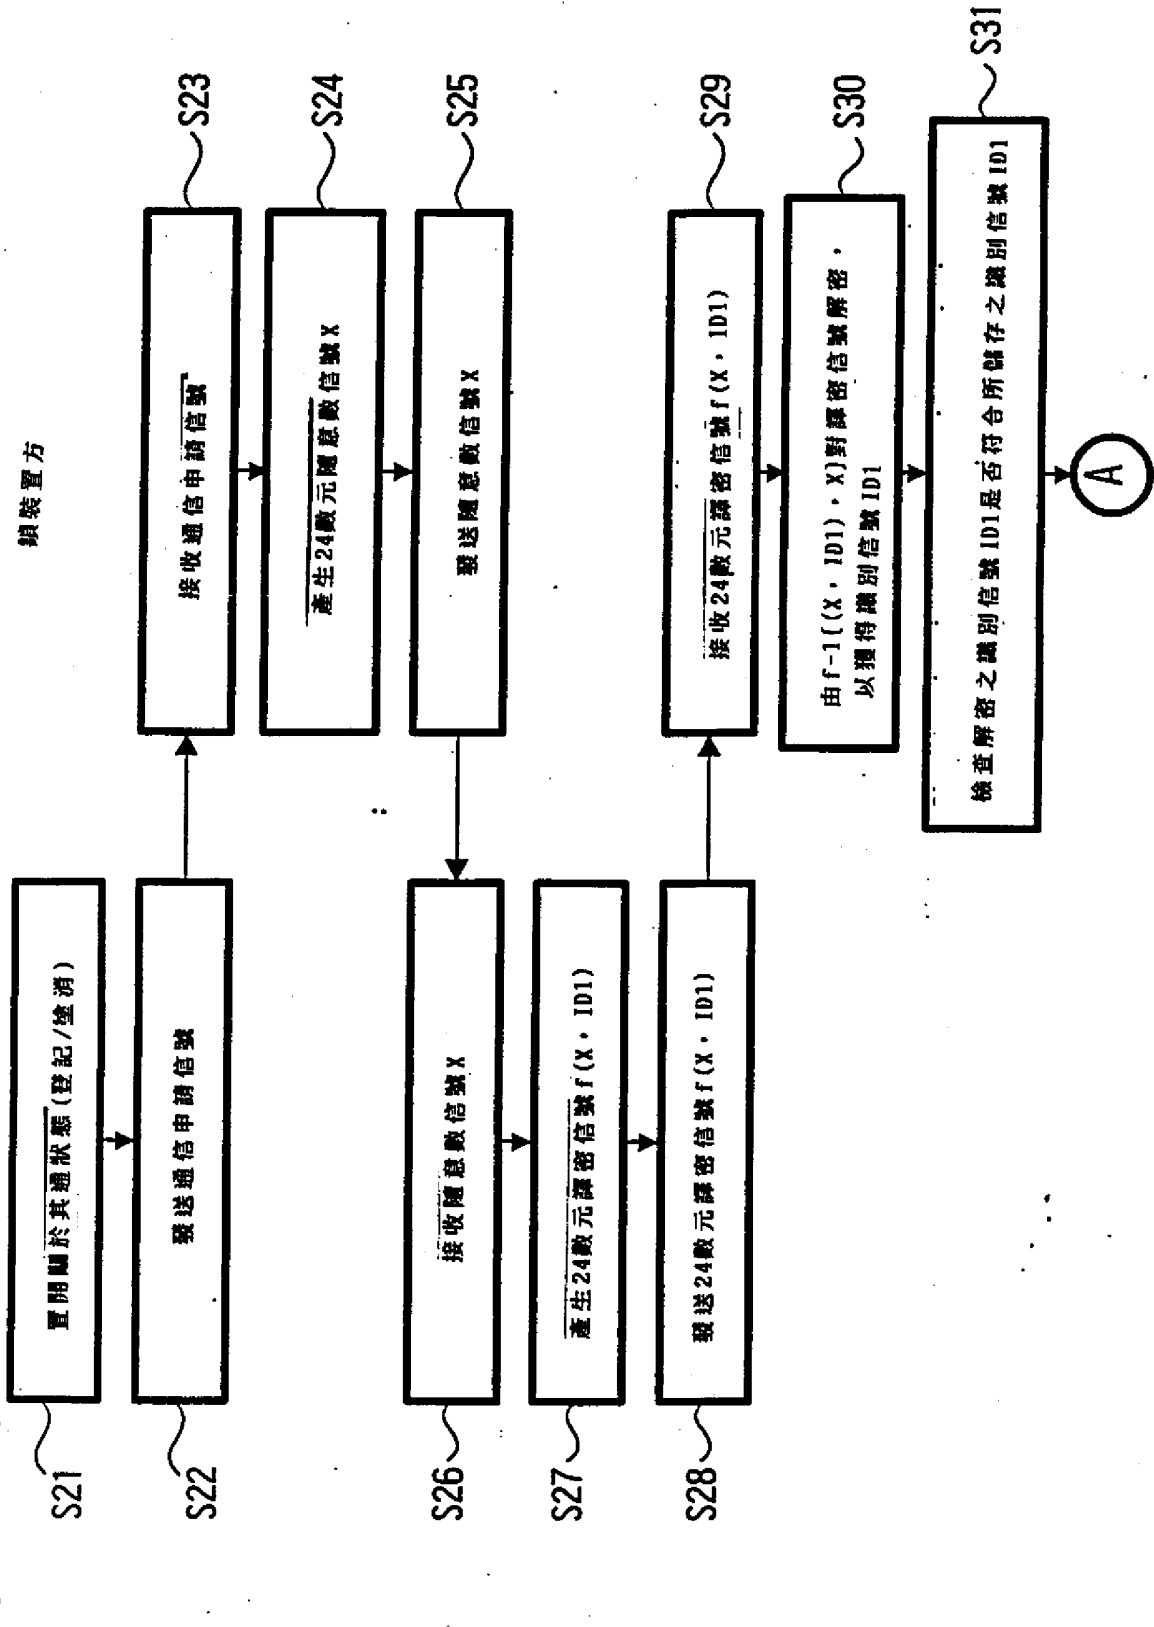 鎖裝置方
S21
置開關於其通狀態(登記/塗消)
S22
發送通信申請信號
S23
接收通信申請信號
S24
產生24數元隨意數信號X
S25
發送隨意數信號X
S26
接收隨意數信號X
S27
產生24數元譯密信號f(X,ID1)
S28
發送24數元譯密信號f(X,ID1)
S29
接收24數元譯密信號f(X,ID1)
S30
由f-1[(X,ID1),X]對譯密信號解密,
以獲得識別信號ID1
S31
檢查解密之識別信號ID1是否符合所儲存之識別信號ID1
A